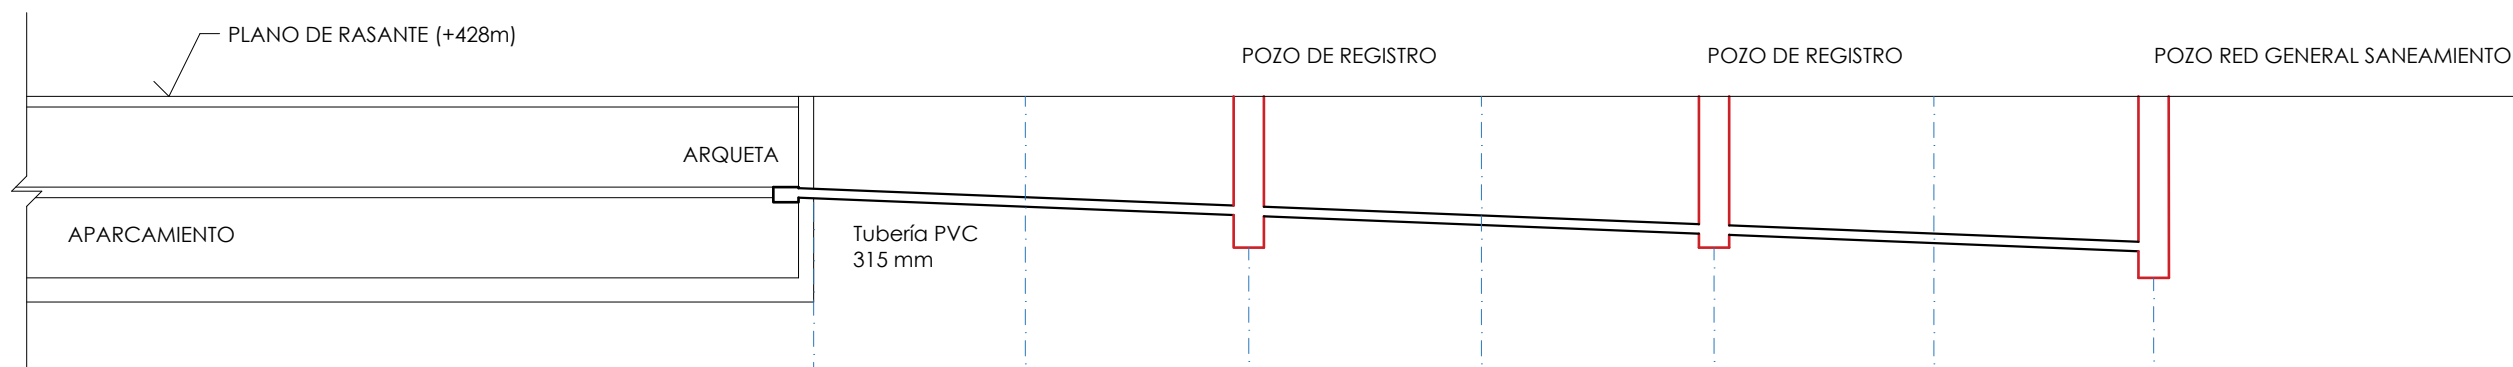 PLANO DE RASANTE (+428m)
POZO DE REGISTRO
POZO DE REGISTRO
POZO RED GENERAL SANEAMIENTO
ARQUETA
APARCAMIENTO
Tubería PVC
315 mm